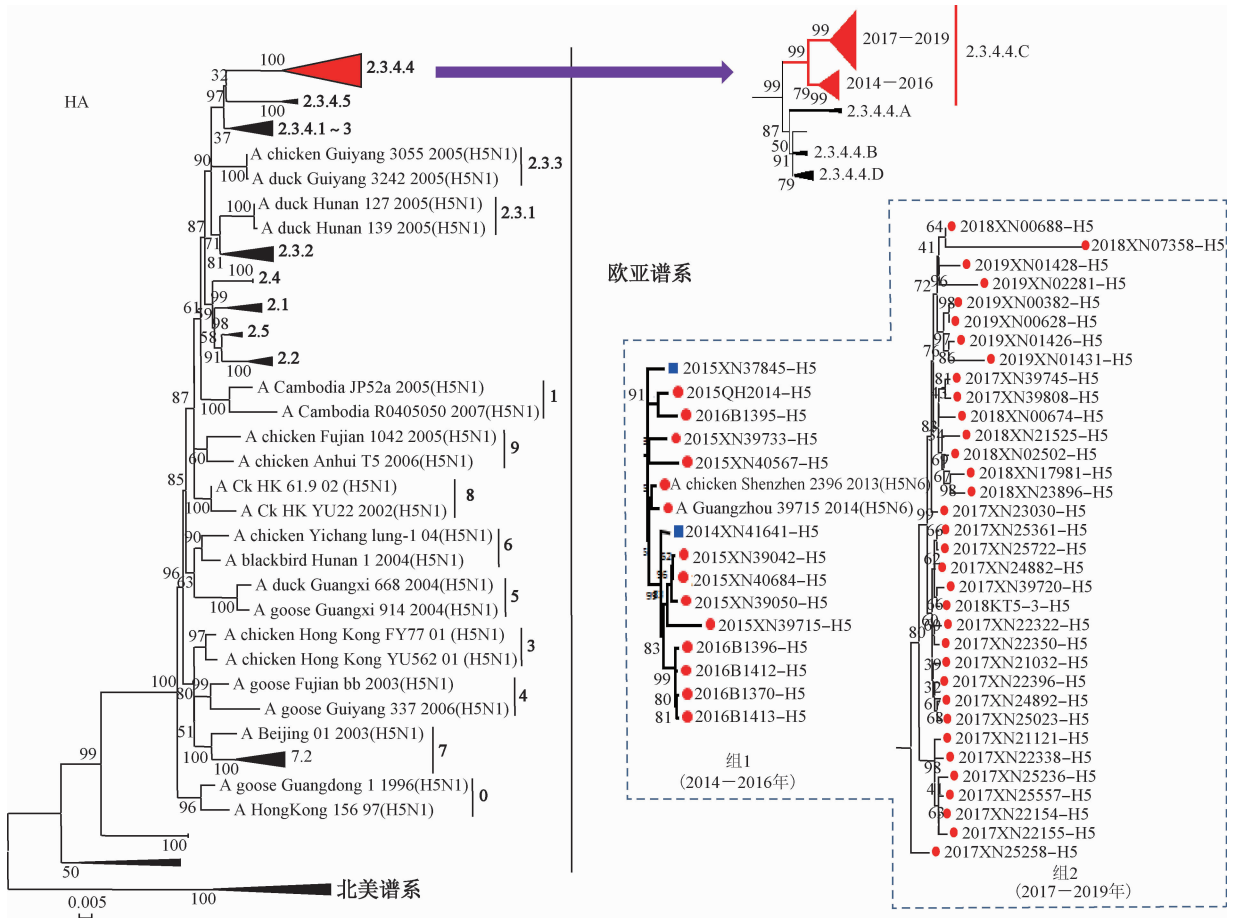 HA
100
2.3.4.4
32
97
2.3.4.5
100
2.3.4.1~3
37
90
A chicken Guiyang 3055 2005(H5N1)
100
A duck Guiyang 3242 2005(H5N1)
2.3.3
100
A duck Hunan 127 2005(H5N1)
A duck Hunan 139 2005(H5N1)
2.3.1
87
71
2.3.2
81
100
2.4
99
2.1
61
59
98
2.5
58
91
2.2
100
A Cambodia JP52a 2005(H5N1)
87
100
A Cambodia R0405050 2007(H5N1)
1
A chicken Fujian 1042 2005(H5N1)
60
A chicken Anhui T5 2006(H5N1)
9
85
A Ck HK 61.9 02 (H5N1)
100
A Ck HK YU22 2002(H5N1)
8
90
A chicken Yichang lung-1 04(H5N1)
A blackbird Hunan 1 2004(H5N1)
6
96
63
A duck Guangxi 668 2004(H5N1)
100
A goose Guangxi 914 2004(H5N1)
5
97
A chicken Hong Kong FY77 01 (H5N1)
A chicken Hong Kong YU562 01 (H5N1)
3
100
80
99
A goose Fujian bb 2003(H5N1)
A goose Guiyang 337 2006(H5N1)
4
51
A Beijing 01 2003(H5N1)
100
100
7.2
7
A goose Guangdong 1 1996(H5N1)
96
A HongKong 156 97(H5N1)
0
99
100
50
100
北美谱系
0.005
欧亚谱系
99
2017－2019
99
2.3.4.4.C
99
2014－2016
79
99
2.3.4.4.A
87
50
2.3.4.4.B
91
2.3.4.4.D
79
2015XN37845-H5
91
2015QH2014-H5
2016B1395-H5
2015XN39733-H5
2015XN40567-H5
A chicken Shenzhen 2396 2013(H5N6)
A Guangzhou 39715 2014(H5N6)
2014XN41641-H5
2015XN39042-H5
2015XN40684-H5
2015XN39050-H5
2015XN39715-H5
83
2016B1396-H5
99
2016B1412-H5
80
2016B1370-H5
81
2016B1413-H5
组1
(2014－2016年)
64
2018XN00688-H5
41
2018XN07358-H5
2019XN01428-H5
72
96
2019XN02281-H5
98
2019XN00382-H5
2019XN00628-H5
97
2019XN01426-H5
76
86
2019XN01431-H5
81
2017XN39745-H5
2017XN39808-H5
2018XN00674-H5
2018XN21525-H5
2018XN02502-H5
2018XN17981-H5
98
2018XN23896-H5
99
2017XN23030-H5
66
2017XN25361-H5
2017XN25722-H5
62
2017XN24882-H5
2017XN39720-H5
66
2018KT5-3-H5
80
2017XN22322-H5
2017XN22350-H5
39
2017XN21032-H5
32
2017XN22396-H5
67
2017XN24892-H5
68
2017XN25023-H5
2017XN21121-H5
2017XN22338-H5
98
2017XN25236-H5
4
2017XN25557-H5
2017XN22154-H5
2017XN22155-H5
2017XN25258-H5
组2
(2017－2019年)